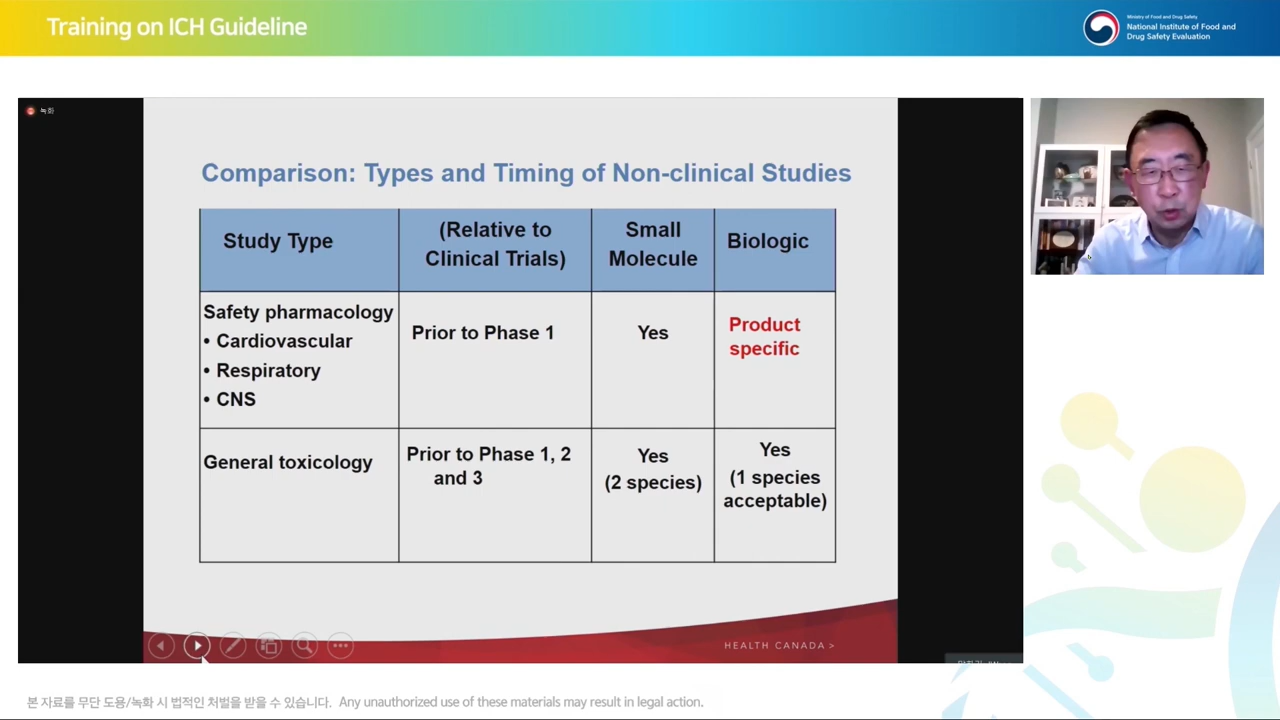 Training on ICH Guideline
Ministry of Food and Drug Safety
National Institute of Food and
Drug Safety Evaluation
녹화
Comparison: Types and Timing of Non-clinical Studies
Study Type
(Relative to
Clinical Trials)
Small
Molecule
Biologic
Safety pharmacology
• Cardiovascular
• Respiratory
• CNS
Prior to Phase 1
Yes
Product
specific
General toxicology
Prior to Phase 1, 2
and 3
Yes
(2 species)
Yes
(1 species
acceptable)
HEALTH CANADA >
본 자료를 무단 도용/녹화 시 법적인 처벌을 받을 수 있습니다. Any unauthorized use of these materials may result in legal action.